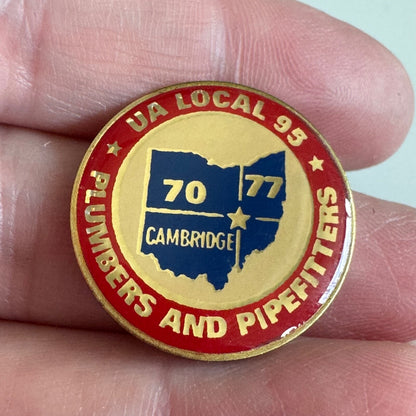 UA LOCAL 95
70
77
CAMBRIDGE
PLUMBERS AND PIPEFITTERS